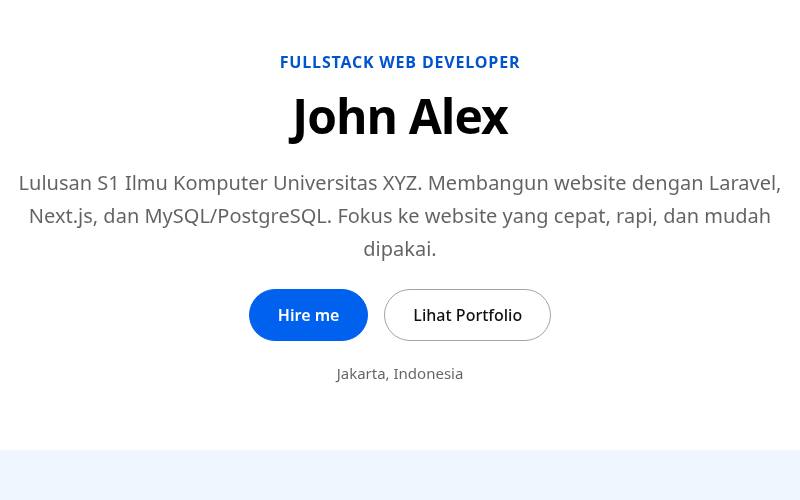 FULLSTACK WEB DEVELOPER
John Alex
Lulusan S1 Ilmu Komputer Universitas XYZ. Membangun website dengan Laravel,
Next.js, dan MySQL/PostgreSQL. Fokus ke website yang cepat, rapi, dan mudah
dipakai.
Hire me
Lihat Portfolio
Jakarta, Indonesia